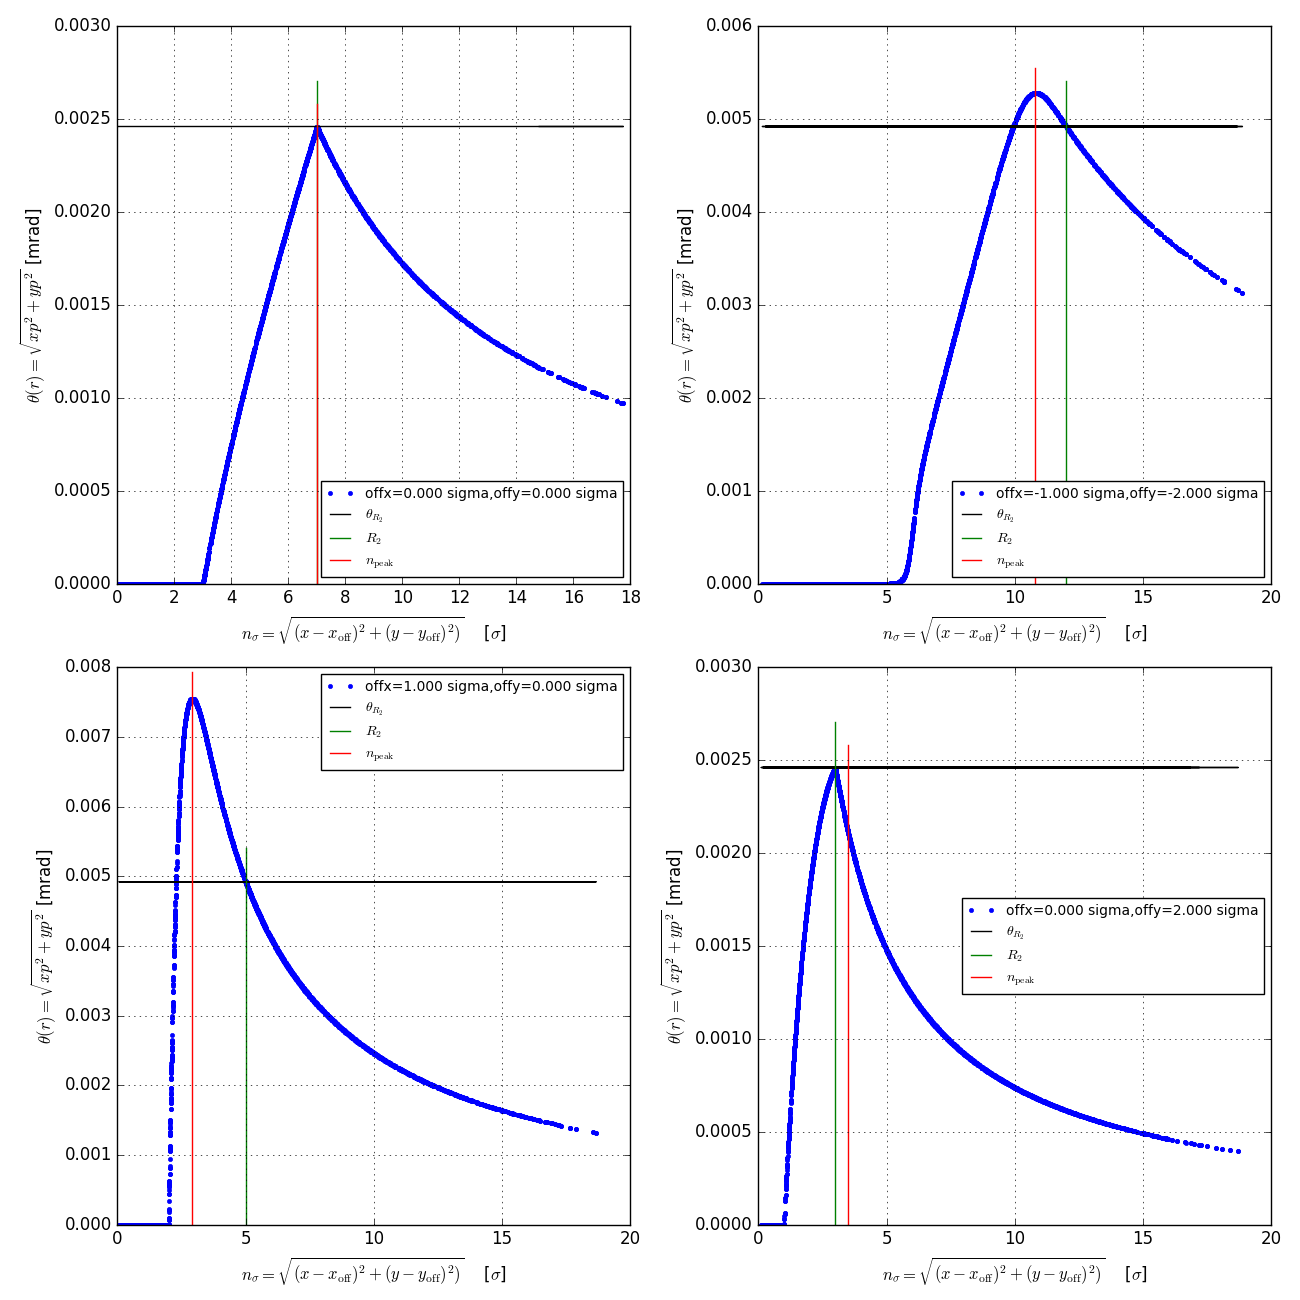 0.0030
0.0025
0.0020
0.0015
0.0010
0.0005
0.0000
0 2 4 6 8 10 12 14 16 18
θ(r) = √(xp² + yp²) [mrad]
n_σ = √((x − x_off)² + (y − y_off)²) [σ]
offx=0.000 sigma,offy=0.000 sigma
θ_{R₂}
R₂
n_peak
0.006
0.005
0.004
0.003
0.002
0.001
0.000
0 5 10 15 20
θ(r) = √(xp² + yp²) [mrad]
n_σ = √((x − x_off)² + (y − y_off)²) [σ]
offx=-1.000 sigma,offy=-2.000 sigma
θ_{R₂}
R₂
n_peak
0.008
0.007
0.006
0.005
0.004
0.003
0.002
0.001
0.000
0 5 10 15 20
θ(r) = √(xp² + yp²) [mrad]
n_σ = √((x − x_off)² + (y − y_off)²) [σ]
offx=1.000 sigma,offy=0.000 sigma
θ_{R₂}
R₂
n_peak
0.0030
0.0025
0.0020
0.0015
0.0010
0.0005
0.0000
0 5 10 15 20
θ(r) = √(xp² + yp²) [mrad]
n_σ = √((x − x_off)² + (y − y_off)²) [σ]
offx=0.000 sigma,offy=2.000 sigma
θ_{R₂}
R₂
n_peak